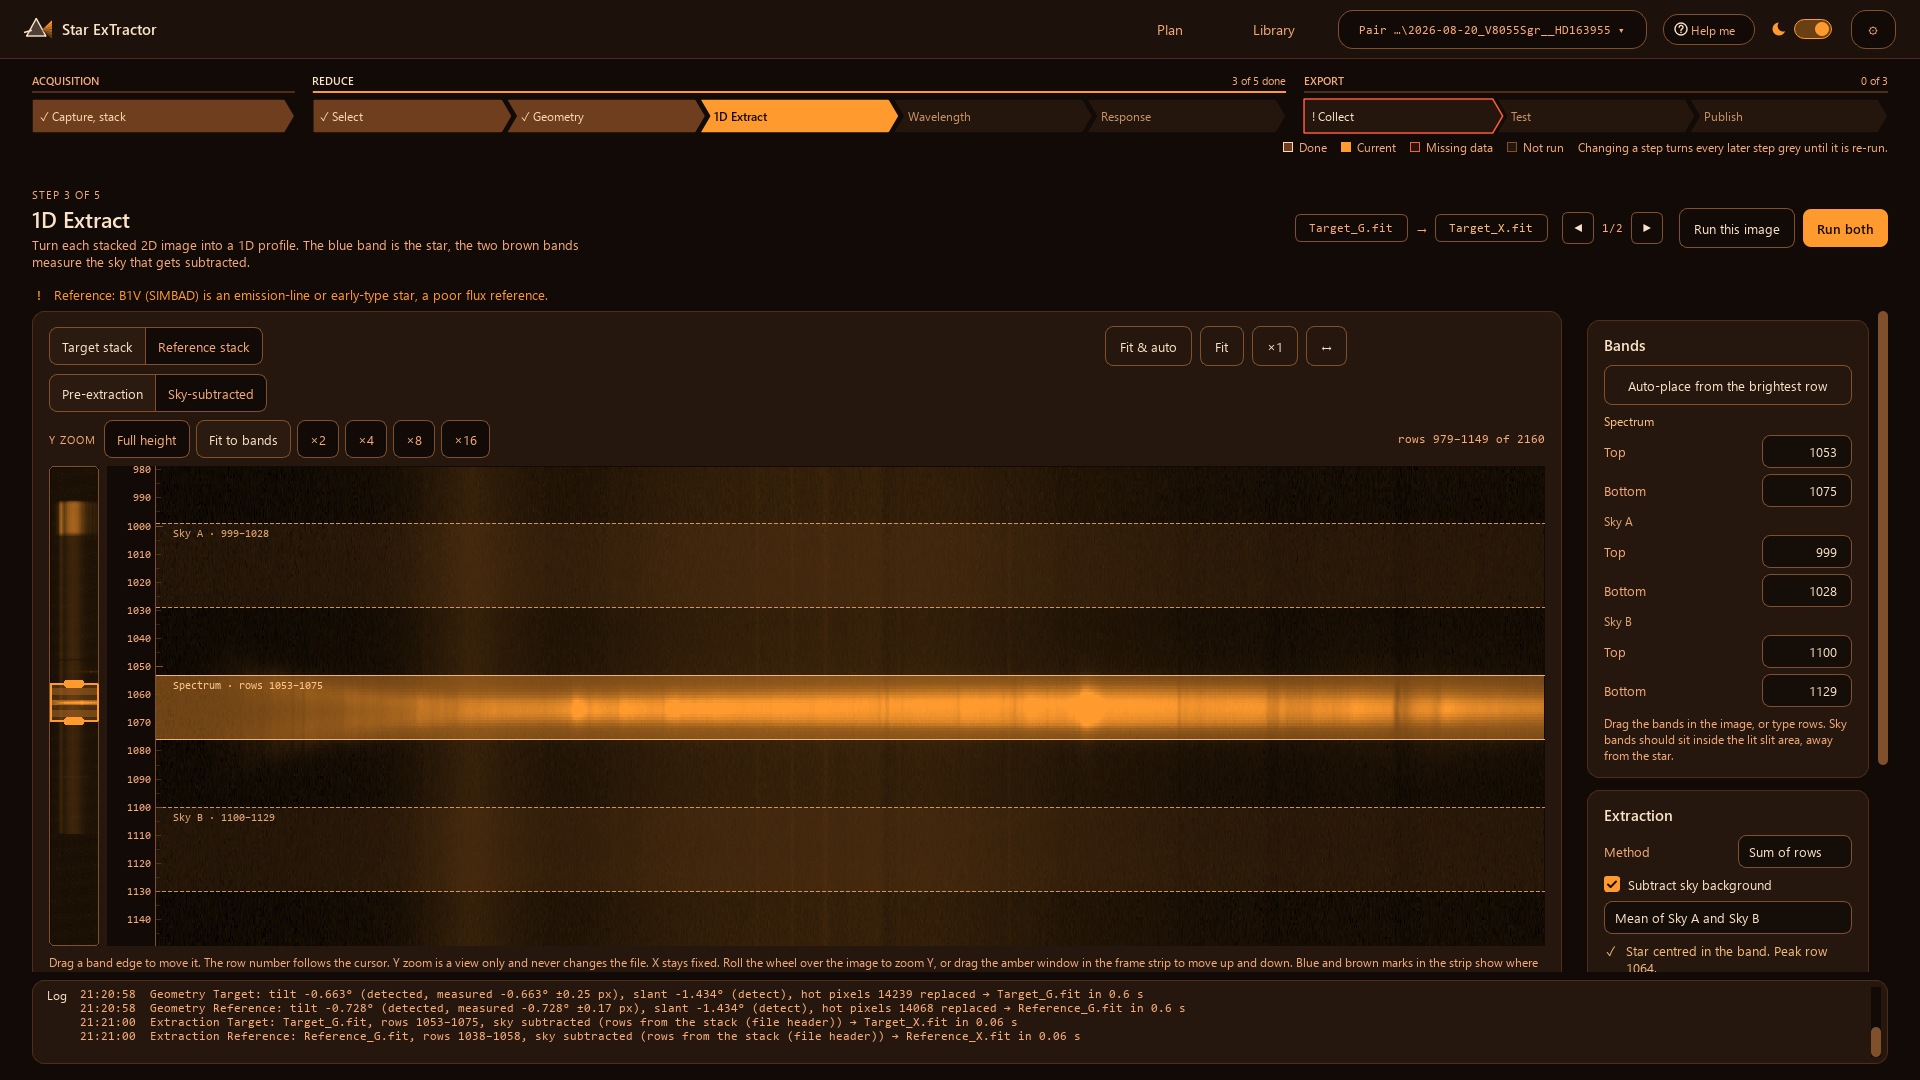 Star ExTractor
Plan
Library
Pair …\2026-08-20_V8055Sgr__HD163955 ▾
Help me
ACQUISITION
REDUCE
3 of 5 done
EXPORT
0 of 3
✓ Capture, stack
✓ Select
✓ Geometry
1D Extract
Wavelength
Response
! Collect
Test
Publish
Done
Current
Missing data
Not run
Changing a step turns every later step grey until it is re-run.
STEP 3 OF 5
1D Extract
Turn each stacked 2D image into a 1D profile. The blue band is the star, the two brown bands
measure the sky that gets subtracted.
Target_G.fit → Target_X.fit
◄ 1/2 ►
Run this image
Run both
! Reference: B1V (SIMBAD) is an emission-line or early-type star, a poor flux reference.
Target stack
Reference stack
Fit & auto
Fit
×1
↔
Pre-extraction
Sky-subtracted
Y ZOOM
Full height
Fit to bands
×2
×4
×8
×16
rows 979–1149 of 2160
980
990
1000
Sky A · 999–1028
1010
1020
1030
1040
1050
1060
Spectrum · rows 1053–1075
1070
1080
1090
1100
Sky B · 1100–1129
1110
1120
1130
1140
Drag a band edge to move it. The row number follows the cursor. Y zoom is a view only and never changes the file. X stays fixed. Roll the wheel over the image to zoom Y, or drag the amber window in the frame strip to move up and down. Blue and brown marks in the strip show where
Bands
Auto-place from the brightest row
Spectrum
Top 1053
Bottom 1075
Sky A
Top 999
Bottom 1028
Sky B
Top 1100
Bottom 1129
Drag the bands in the image, or type rows. Sky
bands should sit inside the lit slit area, away
from the star.
Extraction
Method Sum of rows
Subtract sky background
Mean of Sky A and Sky B
✓ Star centred in the band. Peak row
1064.
Log
21:20:58 Geometry Target: tilt -0.663° (detected, measured -0.663° ±0.25 px), slant -1.434° (detect), hot pixels 14239 replaced → Target_G.fit in 0.6 s
21:20:58 Geometry Reference: tilt -0.728° (detected, measured -0.728° ±0.17 px), slant -1.434° (detect), hot pixels 14068 replaced → Reference_G.fit in 0.6 s
21:21:00 Extraction Target: Target_G.fit, rows 1053–1075, sky subtracted (rows from the stack (file header)) → Target_X.fit in 0.06 s
21:21:00 Extraction Reference: Reference_G.fit, rows 1038–1058, sky subtracted (rows from the stack (file header)) → Reference_X.fit in 0.06 s